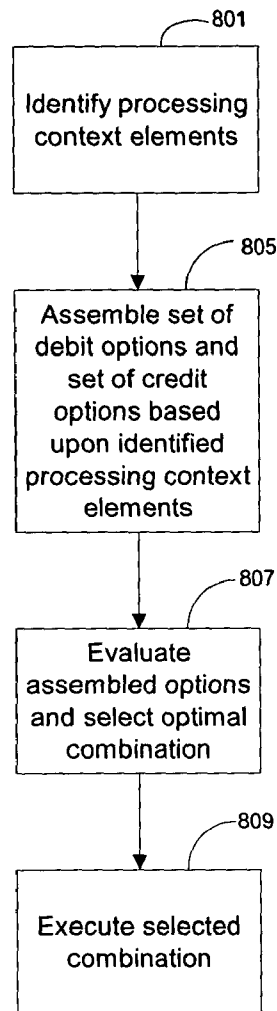 801
Identify processing
context elements
805
Assemble set of
debit options and
set of credit
options based
upon identified
processing context
elements
807
Evaluate
assembled options
and select optimal
combination
809
Execute selected
combination